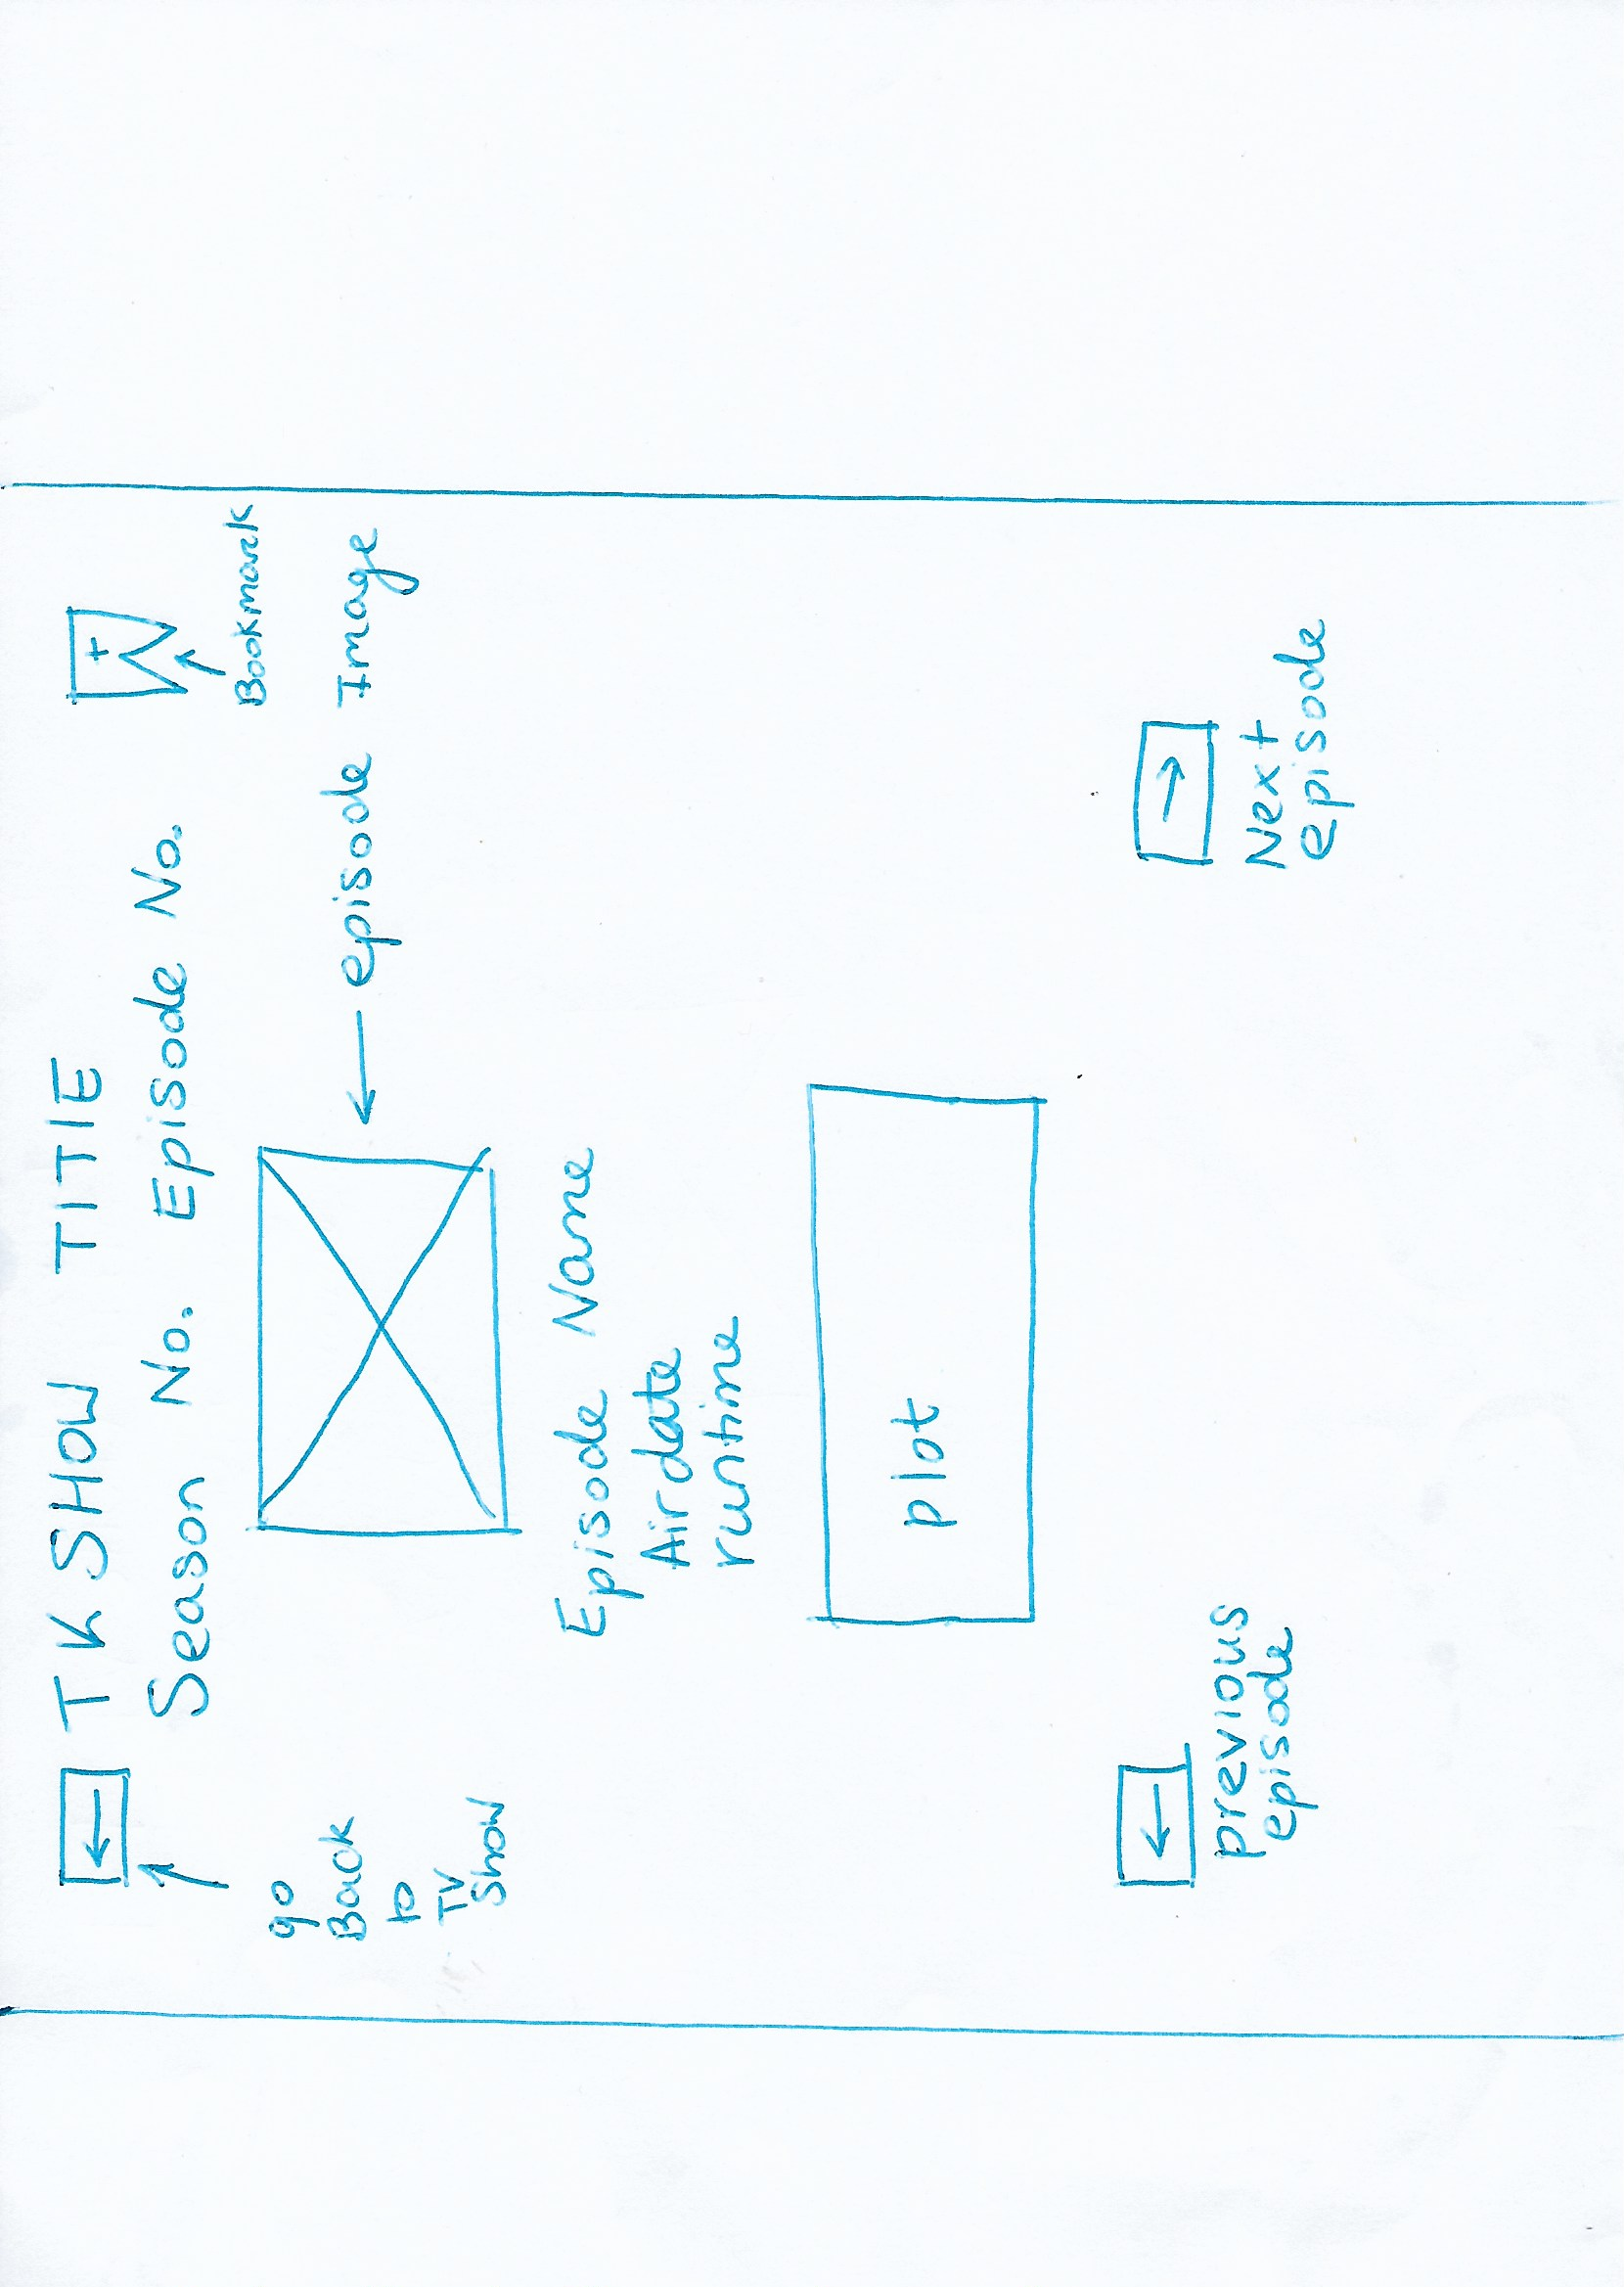 TK SHOW TITLE
Season No. Episode No.
Bookmark
go
Back
to
TV
Show
episode Image
Episode Name
Airdate
runtime
plot
previous
episode
Next
episode